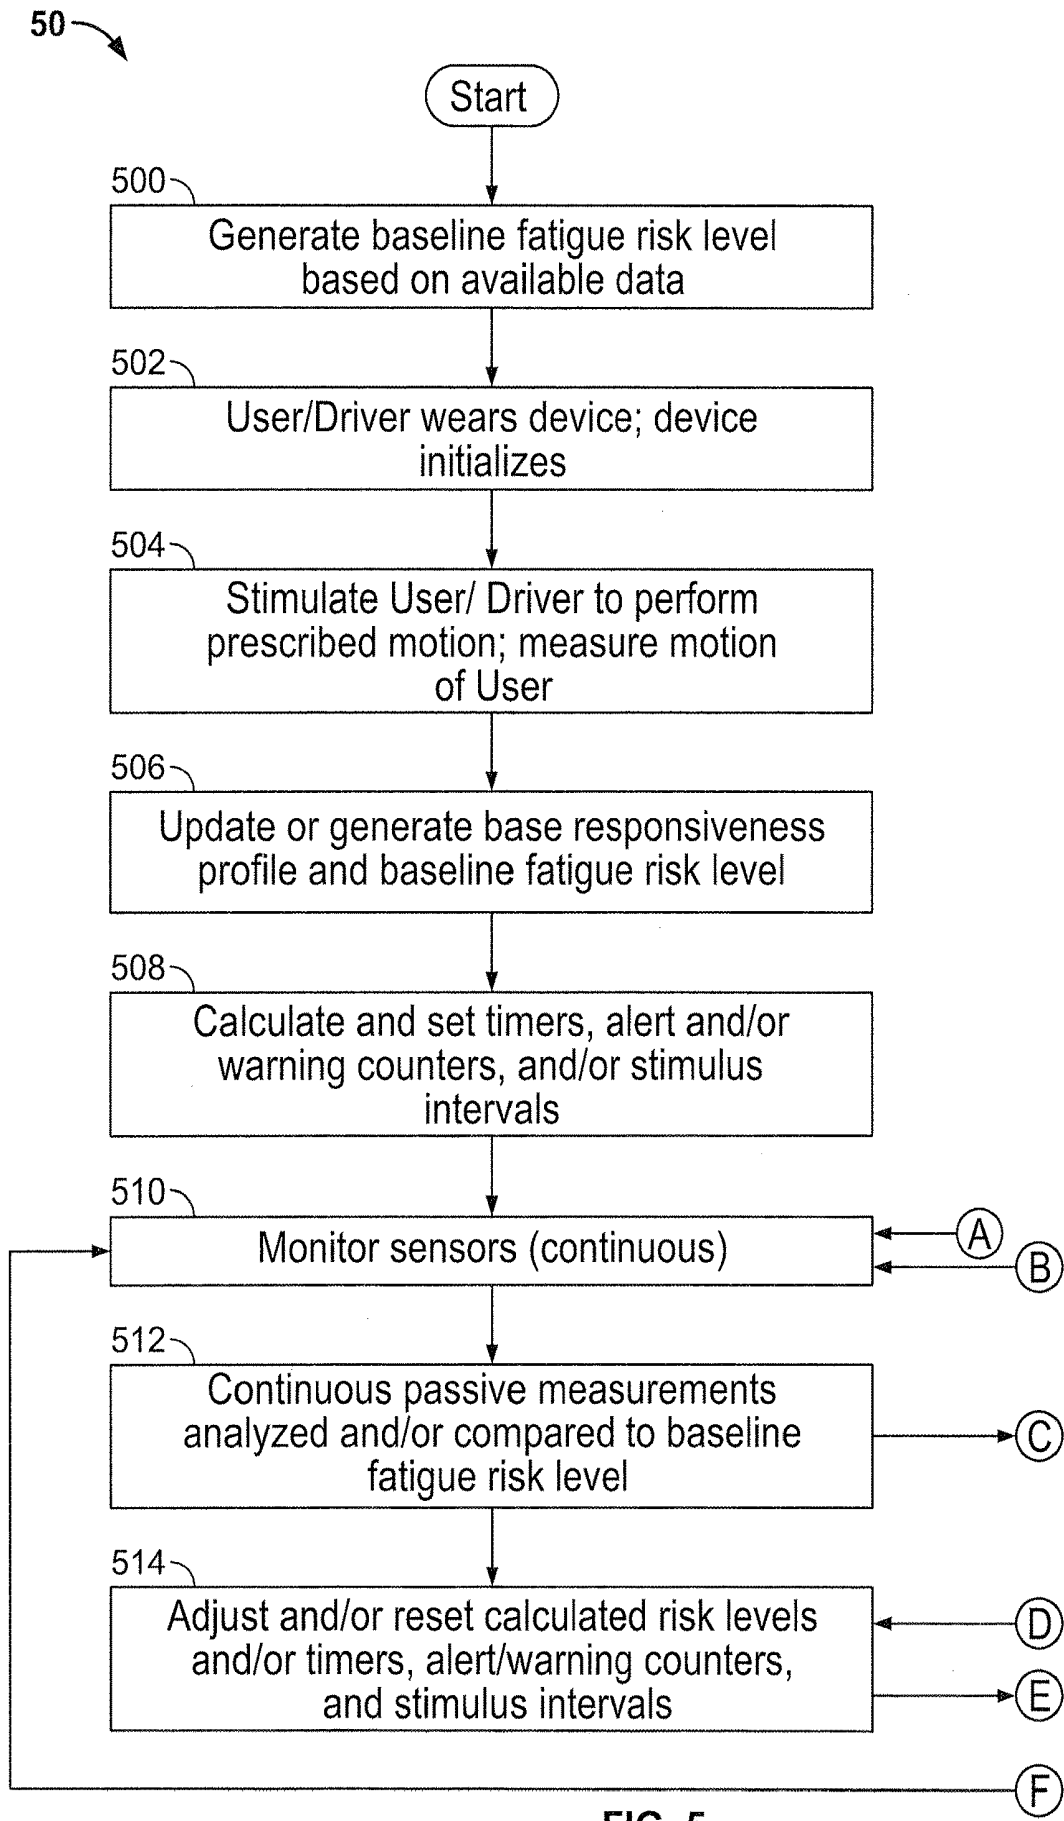 50
Start
500
Generate baseline fatigue risk level
based on available data
502
User/Driver wears device; device
initializes
504
Stimulate User/ Driver to perform
prescribed motion; measure motion
of User
506
Update or generate base responsiveness
profile and baseline fatigue risk level
508
Calculate and set timers, alert and/or
warning counters, and/or stimulus
intervals
510
Monitor sensors (continuous)
A
B
512
Continuous passive measurements
analyzed and/or compared to baseline
fatigue risk level
C
514
Adjust and/or reset calculated risk levels
and/or timers, alert/warning counters,
and stimulus intervals
D
E
F
FIG. 5